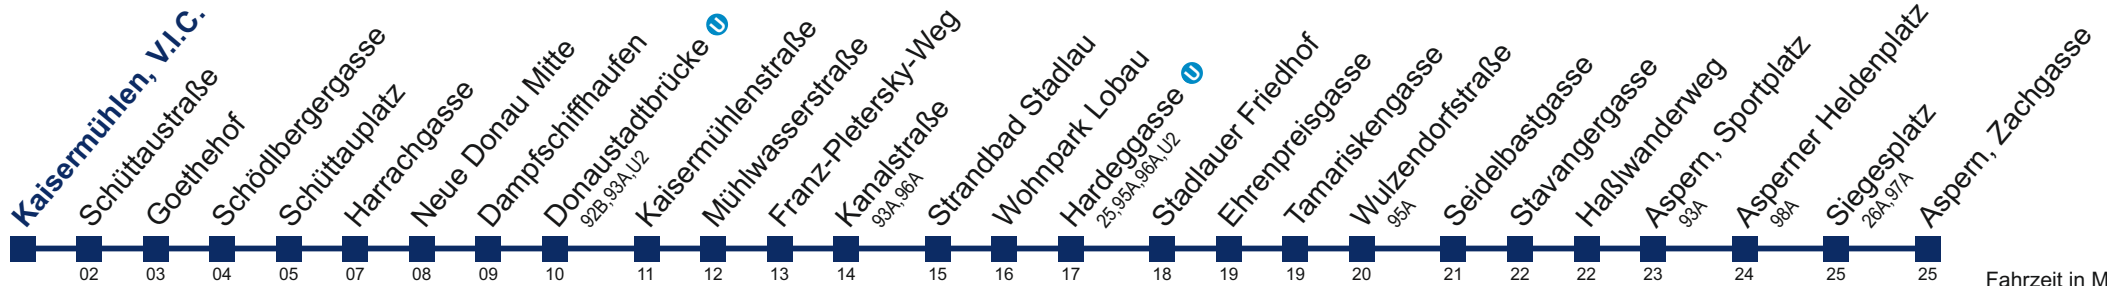 Kaisermühlen, V.I.C.
Schüttaustraße
Goethehof
Schödlbergergasse
Schüttauplatz
Harrachgasse
Neue Donau Mitte
Dampfschiffhaufen
Donaustadtbrücke U
92B,93A,U2
Kaisermühlenstraße
Mühlwasserstraße
Franz-Pletersky-Weg
Kanalstraße
93A,96A
Strandbad Stadlau
Wohnpark Lobau
Hardeggasse U
25,95A,96A,U2
Stadlauer Friedhof
Ehrenpreisgasse
Tamariskengasse
Wulzendorfstraße
95A
Seidelbastgasse
Stavangergasse
Haßlwanderweg
Aspern, Sportplatz
93A
Asperner Heldenplatz
98A
Siegesplatz
26A,97A
Aspern, Zachgasse
02 03 04 05 07 08 09 10 11 12 13 14 15 16 17 18 19 19 20 21 22 22 23 24 25 25
Fahrzeit in M